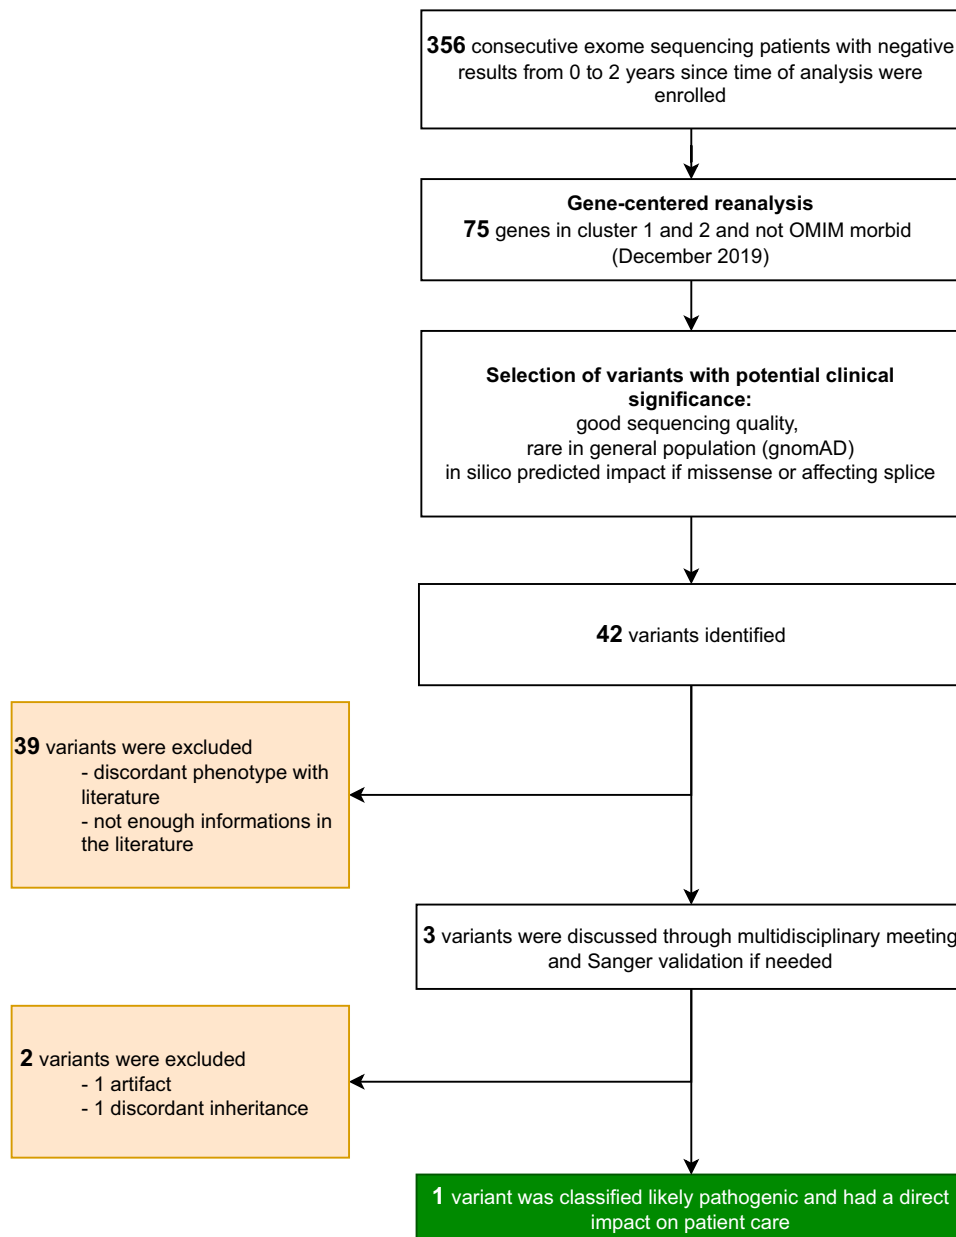 356 consecutive exome sequencing patients with negative
results from 0 to 2 years since time of analysis were
enrolled
Gene-centered reanalysis
75 genes in cluster 1 and 2 and not OMIM morbid
(December 2019)
Selection of variants with potential clinical
significance:
good sequencing quality,
rare in general population (gnomAD)
in silico predicted impact if missense or affecting splice
42 variants identified
39 variants were excluded
- discordant phenotype with
literature
- not enough informations in
the literature
3 variants were discussed through multidisciplinary meeting
and Sanger validation if needed
2 variants were excluded
- 1 artifact
- 1 discordant inheritance
1 variant was classified likely pathogenic and had a direct
impact on patient care